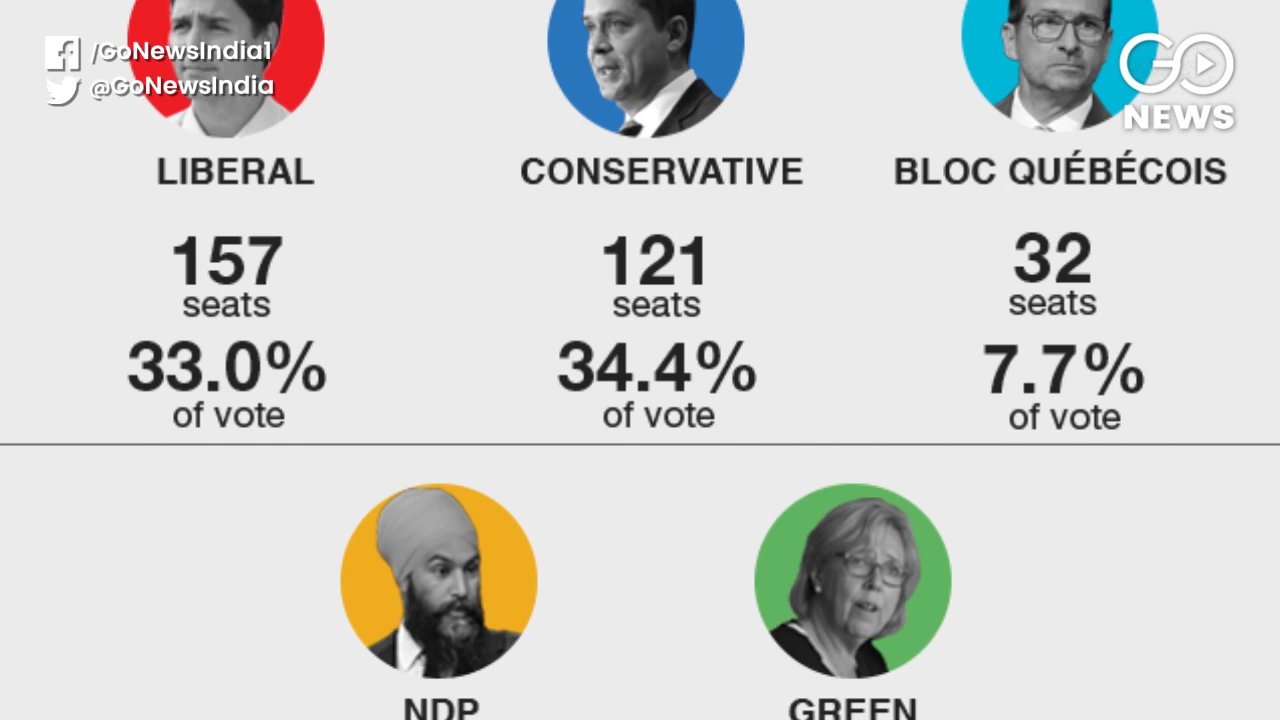 /GoNewsIndia1
@GoNewsIndia
GO
NEWS
LIBERAL
CONSERVATIVE
BLOC QUÉBÉCOIS
157
seats
33.0%
of vote
121
seats
34.4%
of vote
32
seats
7.7%
of vote
NDP
GREEN